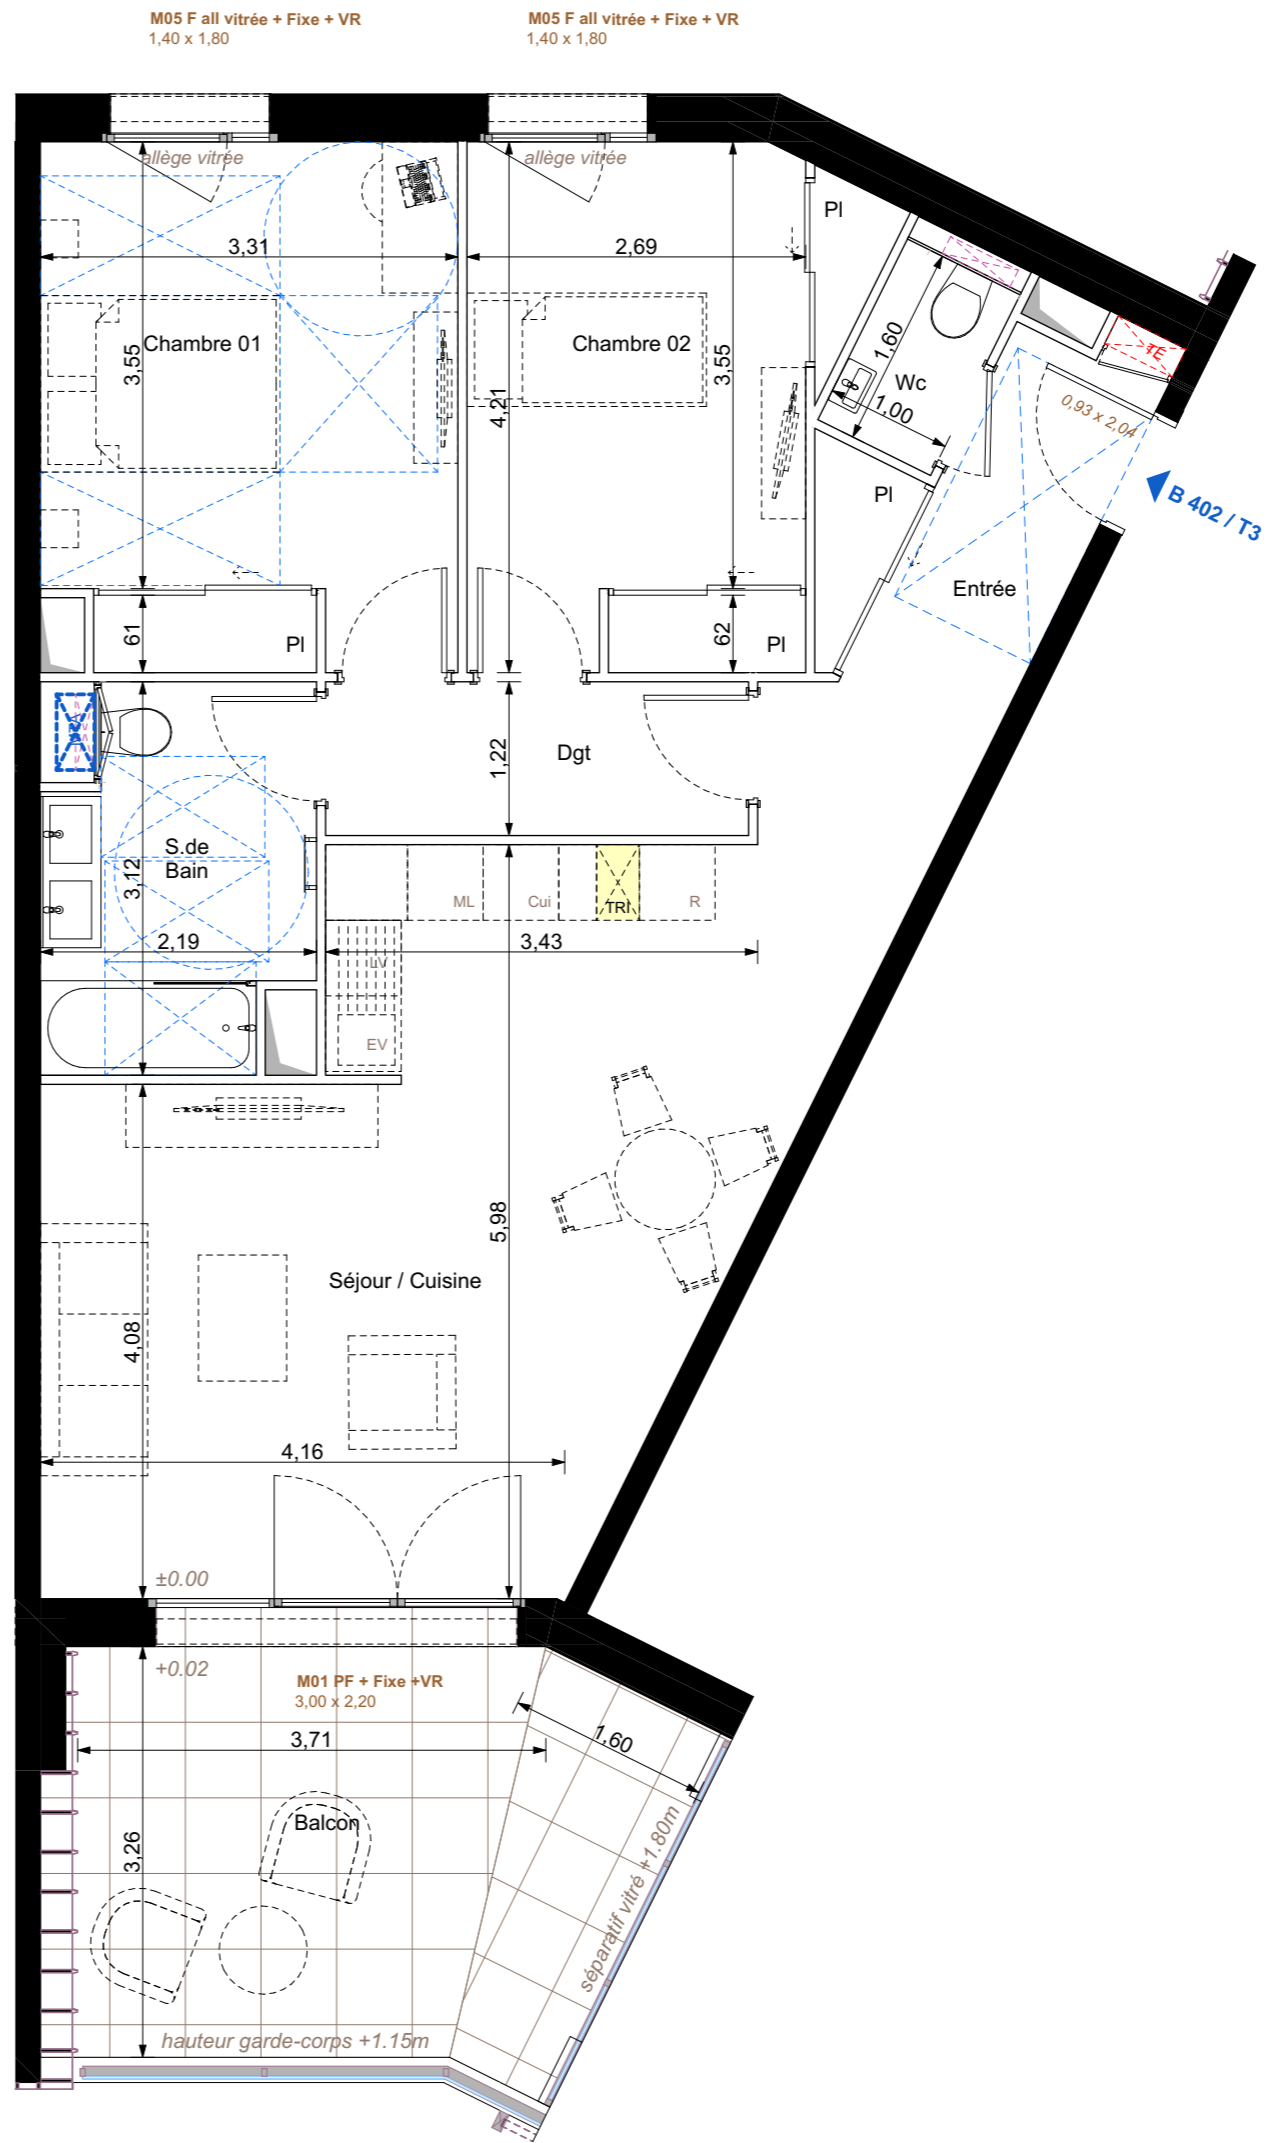 M05 F all vitrée + Fixe + VR
1,40 x 1,80
M05 F all vitrée + Fixe + VR
1,40 x 1,80
allège vitrée
allège vitrée
Pl
3,31
2,69
Chambre 01
Chambre 02
3,55
4,21
3,55
1,60
Wc
1,00
TE
0,93 x 2,04
B 402 / T3
Pl
Entrée
61
Pl
62
Pl
1,22
Dgt
S.de
Bain
3,12
2,19
ML
Cui
TRI
R
3,43
LV
EV
5,98
Séjour / Cuisine
4,08
4,16
±0.00
+0.02
M01 PF + Fixe +VR
3,00 x 2,20
3,71
1,60
Balcon
3,26
séparatif vitré +1.80m
hauteur garde-corps +1.15m